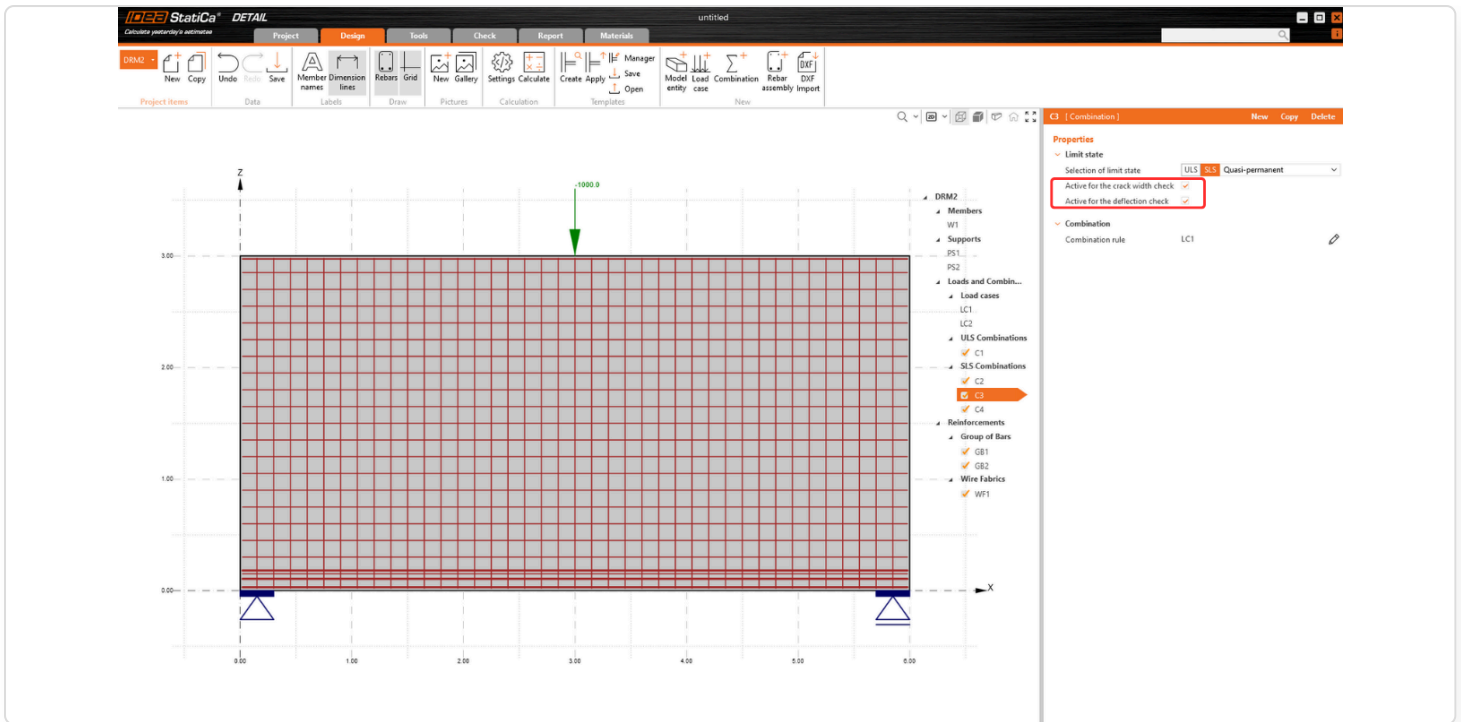 IDEA StatiCa® DETAIL
untitled
Calculate yesterday's estimates
Project Design Tools Check Report Materials
DRM2
New Copy Undo Redo Save Member names Dimension lines Rebars Grid New Gallery Settings Calculate Create Apply Manager Save Open Model entity Load case Combination Rebar assembly DXF Import
Project items Data Labels Draw Pictures Calculation Templates New
C3 [ Combination ] New Copy Delete
Properties
Limit state
Selection of limit state ULS SLS Quasi-permanent
Active for the crack width check
Active for the deflection check
Combination
Combination rule LC1
Z
-1000.0
3.00
2.00
1.00
0.00
X
0.00 1.00 2.00 3.00 4.00 5.00 6.00
DRM2
Members
W1
Supports
PS1
PS2
Loads and Combin...
Load cases
LC1
LC2
ULS Combinations
C1
SLS Combinations
C2
C3
C4
Reinforcements
Group of Bars
GB1
GB2
Wire Fabrics
WF1